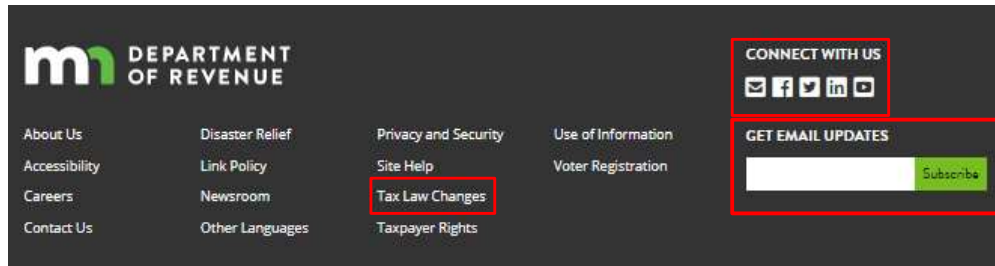 mn DEPARTMENT
OF REVENUE
CONNECT WITH US
About Us
Accessibility
Careers
Contact Us
Disaster Relief
Link Policy
Newsroom
Other Languages
Privacy and Security
Site Help
Tax Law Changes
Taxpayer Rights
Use of Information
Voter Registration
GET EMAIL UPDATES
Subscribe